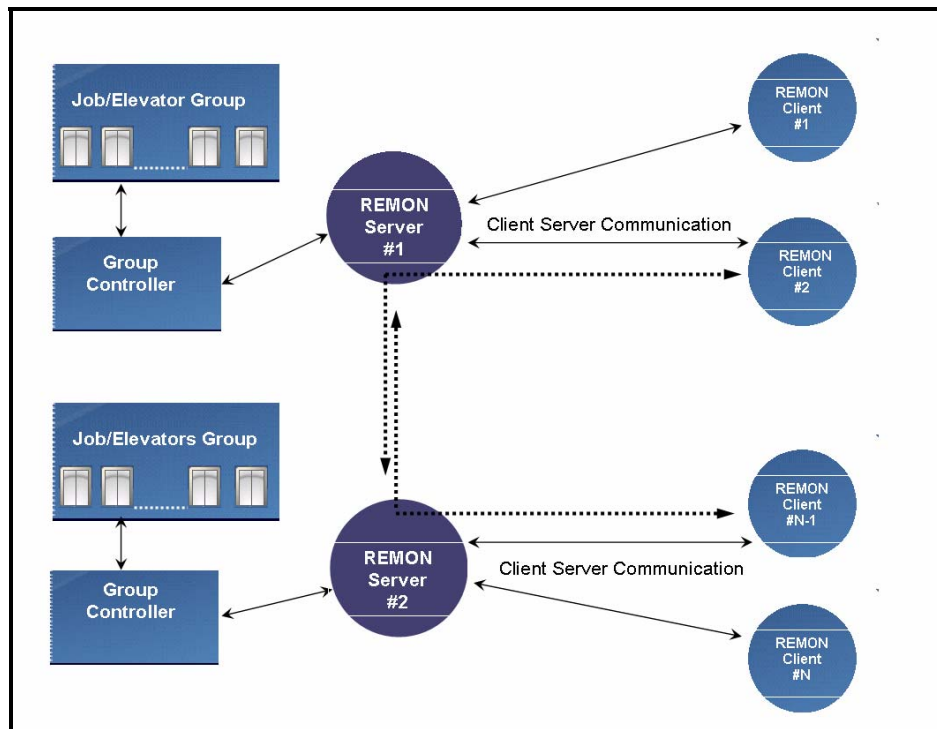 Job/Elevator Group
Group
Controller
REMON
Server
#1
Client Server Communication
REMON
Client
#1
REMON
Client
#2
Job/Elevators Group
Group
Controller
REMON
Server
#2
Client Server Communication
REMON
Client
#N-1
REMON
Client
#N